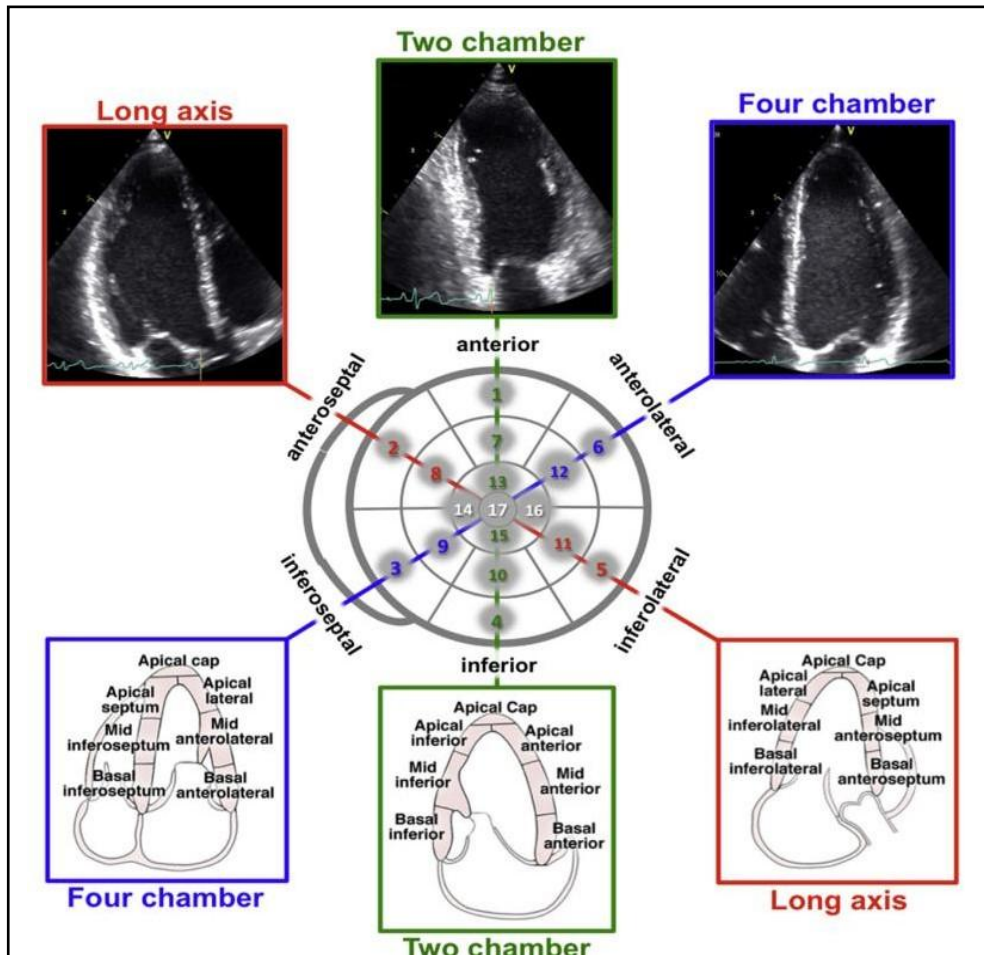 Two chamber
Long axis
Four chamber
V
V
V
5
5
5
10
anterior
anteroseptal
anterolateral
1
2
6
7
8
12
13
14
17
16
15
9
11
3
10
5
4
inferoseptal
inferolateral
inferior
Apical cap
Apical
septum
Apical
lateral
Mid
inferoseptum
Mid
anterolateral
Basal
inferoseptum
Basal
anterolateral
Four chamber
Apical Cap
Apical
inferior
Apical
anterior
Mid
inferior
Mid
anterior
Basal
inferior
Basal
anterior
Two chamber
Apical Cap
Apical
lateral
Apical
septum
Mid
inferolateral
Mid
anteroseptum
Basal
inferolateral
Basal
anteroseptum
Long axis